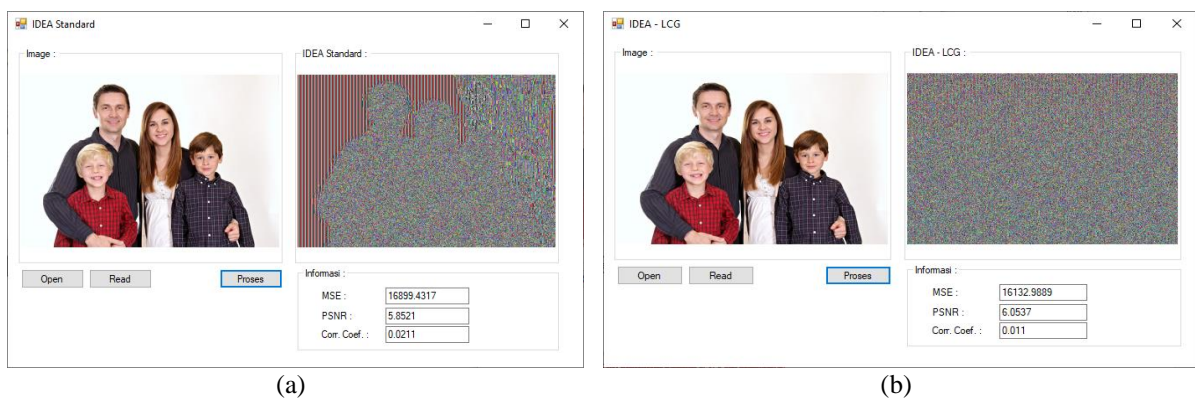 IDEA Standard
Image :
IDEA Standard :
Open
Read
Proses
Informasi :
MSE :
16899.4317
PSNR :
5.8521
Corr. Coef. :
0.0211
(a)
IDEA - LCG
Image :
IDEA - LCG :
Open
Read
Proses
Informasi :
MSE :
16132.9889
PSNR :
6.0537
Corr. Coef. :
0.011
(b)